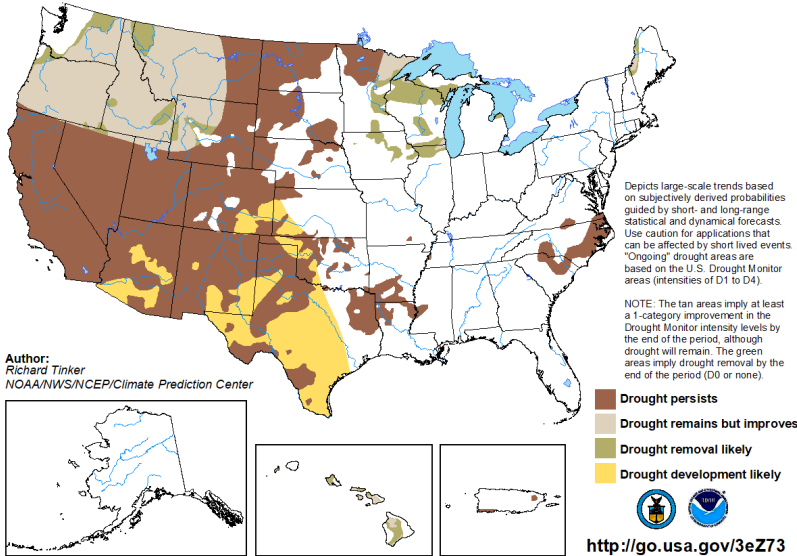 Depicts large-scale trends based
on subjectively derived probabilities
guided by short- and long-range
statistical and dynamical forecasts.
Use caution for applications that
can be affected by short lived events.
"Ongoing" drought areas are
based on the U.S. Drought Monitor
areas (intensities of D1 to D4).
NOTE: The tan areas imply at least
a 1-category improvement in the
Drought Monitor intensity levels by
the end of the period, although
drought will remain. The green
areas imply drought removal by the
end of the period (D0 or none).
Author:
Richard Tinker
NOAA/NWS/NCEP/Climate Prediction Center
Drought persists
Drought remains but improves
Drought removal likely
Drought development likely
http://go.usa.gov/3eZ73